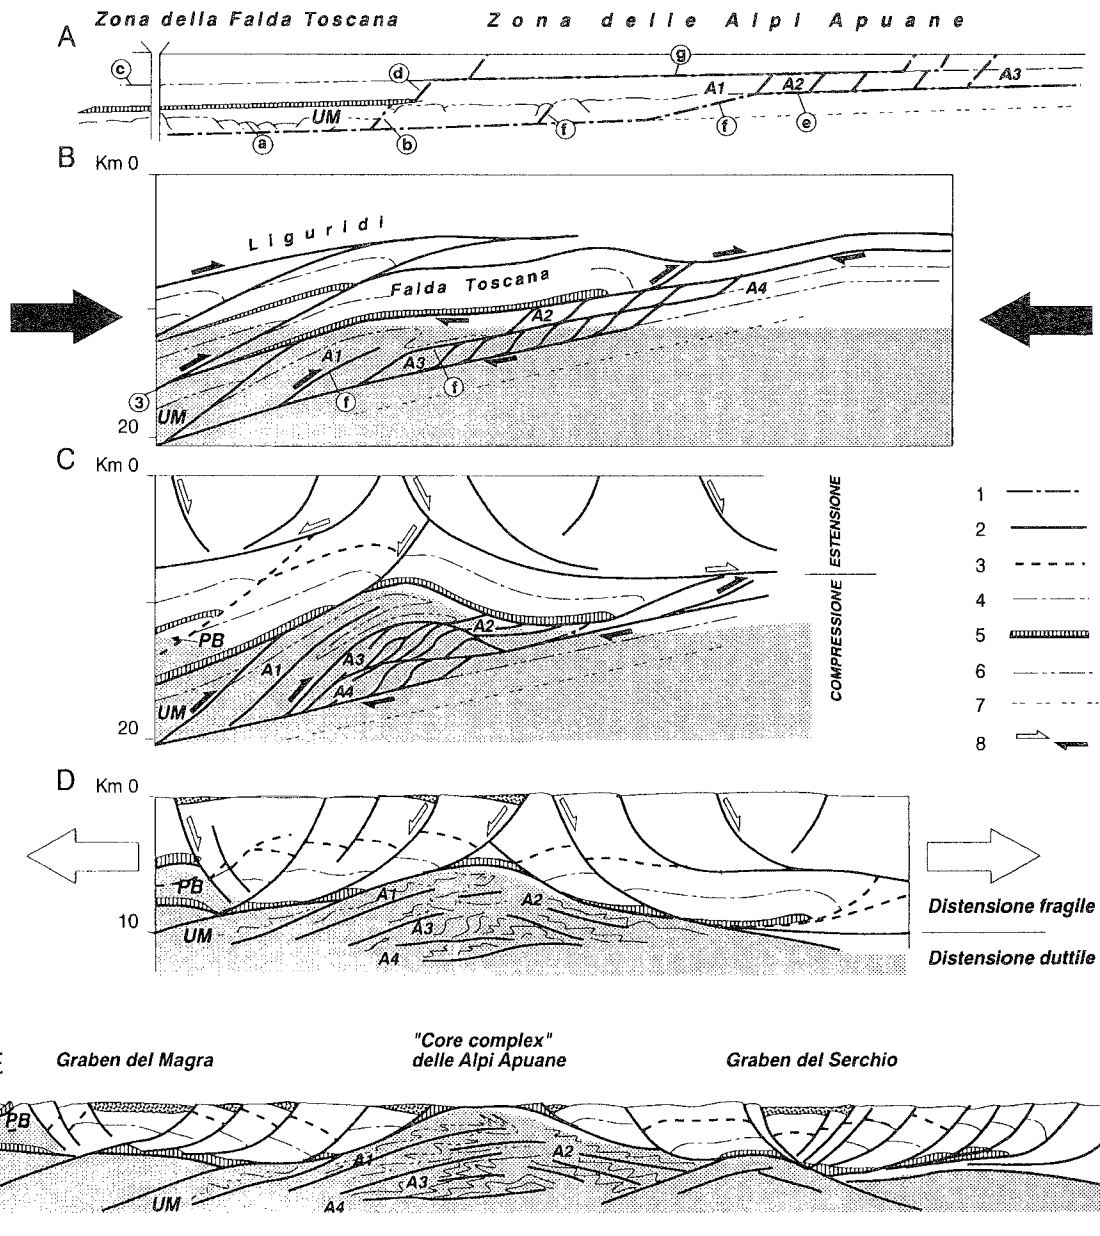 Zona della Falda Toscana
Zona delle Alpi Apuane
A
c
d
g
A1
A2
A3
UM
a
b
f
f
e
B
Km 0
Liguridi
Falda Toscana
A4
A2
A1
A3
f
f
3
UM
20
C
Km 0
PB
A1
A2
A3
A4
UM
20
COMPRESSIONE ESTENSIONE
1
2
3
4
5
6
7
8
D
Km 0
PB
A1
A2
A3
A4
UM
10
Distensione fragile
Distensione duttile
E
Graben del Magra
"Core complex"
delle Alpi Apuane
Graben del Serchio
PB
A1
A2
A3
UM
A4